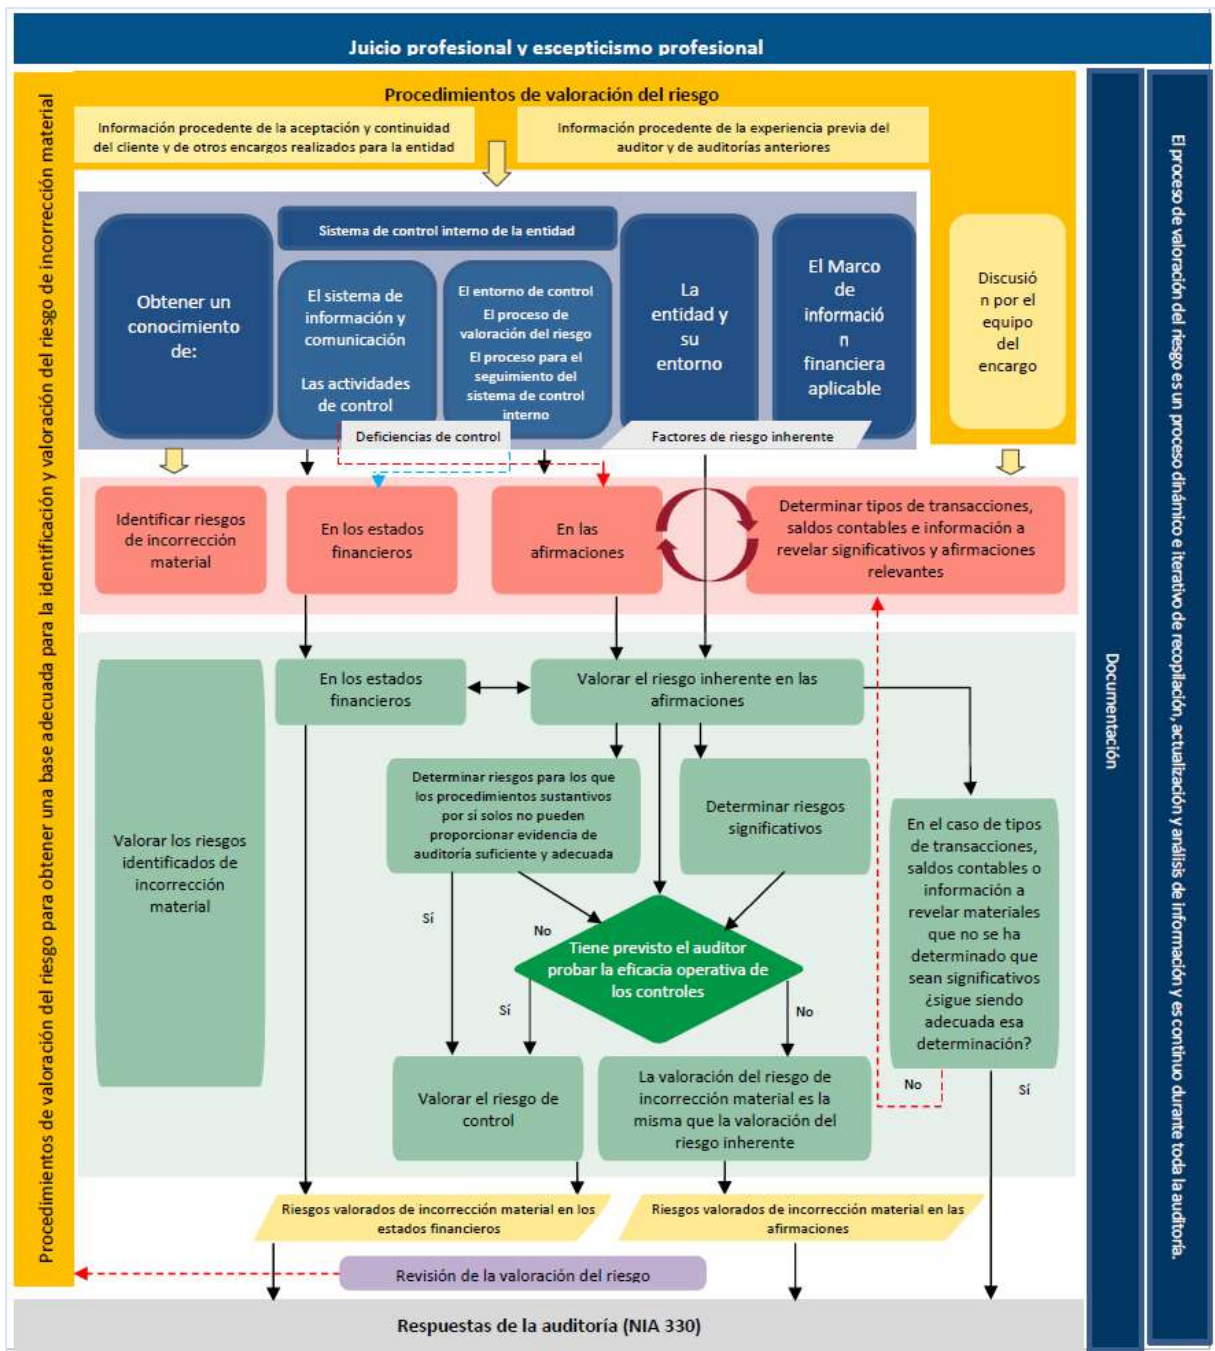 Juicio profesional y escepticismo profesional
Procedimientos de valoración del riesgo para obtener una base adecuada para la identificación y valoración del riesgo de incorrección material
Procedimientos de valoración del riesgo
Información procedente de la aceptación y continuidad
del cliente y de otros encargos realizados para la entidad
Información procedente de la experiencia previa del
auditor y de auditorías anteriores
Obtener un
conocimiento
de:
Sistema de control interno de la entidad
El sistema de
información y
comunicación
Las actividades
de control
El entorno de control
El proceso de
valoración del riesgo
El proceso para el
seguimiento del
sistema de control
interno
La
entidad y
su
entorno
El Marco
de
informació
n
financiera
aplicable
Discusió
n por el
equipo
del
encargo
Deficiencias de control
Factores de riesgo inherente
Identificar riesgos
de incorrección
material
En los estados
financieros
En las
afirmaciones
Determinar tipos de transacciones,
saldos contables e información a
revelar significativos y afirmaciones
relevantes
Valorar los riesgos
identificados de
incorrección
material
En los estados
financieros
Valorar el riesgo inherente en las
afirmaciones
Determinar riesgos para los que
los procedimientos sustantivos
por sí solos no pueden
proporcionar evidencia de
auditoría suficiente y adecuada
Determinar riesgos
significativos
En el caso de tipos
de transacciones,
saldos contables o
información a
revelar materiales
que no se ha
determinado que
sean significativos
¿sigue siendo
adecuada esa
determinación?
Sí
No
Tiene previsto el auditor
probar la eficacia operativa de
los controles
Sí
No
Valorar el riesgo de
control
La valoración del riesgo de
incorrección material es la
misma que la valoración del
riesgo inherente
No
Sí
Riesgos valorados de incorrección material en los
estados financieros
Riesgos valorados de incorrección material en las
afirmaciones
Revisión de la valoración del riesgo
Respuestas de la auditoría (NIA 330)
Documentación
El proceso de valoración del riesgo es un proceso dinámico e iterativo de recopilación, actualización y análisis de información y es continuo durante toda la auditoría.